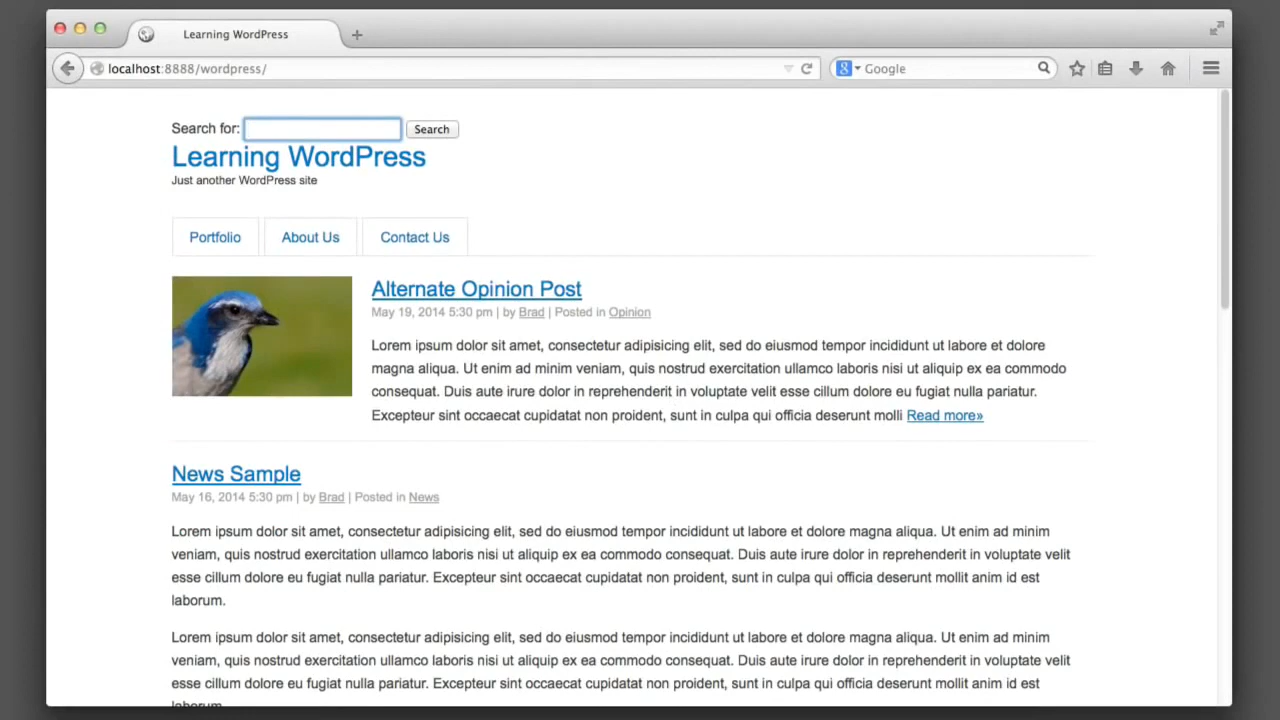 Learning WordPress
localhost:8888/wordpress/
Google
Search for:
Search
Learning WordPress
Just another WordPress site
Portfolio
About Us
Contact Us
Alternate Opinion Post
May 19, 2014 5:30 pm | by Brad | Posted in Opinion
Lorem ipsum dolor sit amet, consectetur adipisicing elit, sed do eiusmod tempor incididunt ut labore et dolore
magna aliqua. Ut enim ad minim veniam, quis nostrud exercitation ullamco laboris nisi ut aliquip ex ea commodo
consequat. Duis aute irure dolor in reprehenderit in voluptate velit esse cillum dolore eu fugiat nulla pariatur.
Excepteur sint occaecat cupidatat non proident, sunt in culpa qui officia deserunt molli Read more»
News Sample
May 16, 2014 5:30 pm | by Brad | Posted in News
Lorem ipsum dolor sit amet, consectetur adipisicing elit, sed do eiusmod tempor incididunt ut labore et dolore magna aliqua. Ut enim ad minim
veniam, quis nostrud exercitation ullamco laboris nisi ut aliquip ex ea commodo consequat. Duis aute irure dolor in reprehenderit in voluptate velit
esse cillum dolore eu fugiat nulla pariatur. Excepteur sint occaecat cupidatat non proident, sunt in culpa qui officia deserunt mollit anim id est
laborum.
Lorem ipsum dolor sit amet, consectetur adipisicing elit, sed do eiusmod tempor incididunt ut labore et dolore magna aliqua. Ut enim ad minim
veniam, quis nostrud exercitation ullamco laboris nisi ut aliquip ex ea commodo consequat. Duis aute irure dolor in reprehenderit in voluptate velit
esse cillum dolore eu fugiat nulla pariatur. Excepteur sint occaecat cupidatat non proident, sunt in culpa qui officia deserunt mollit anim id est
laborum.